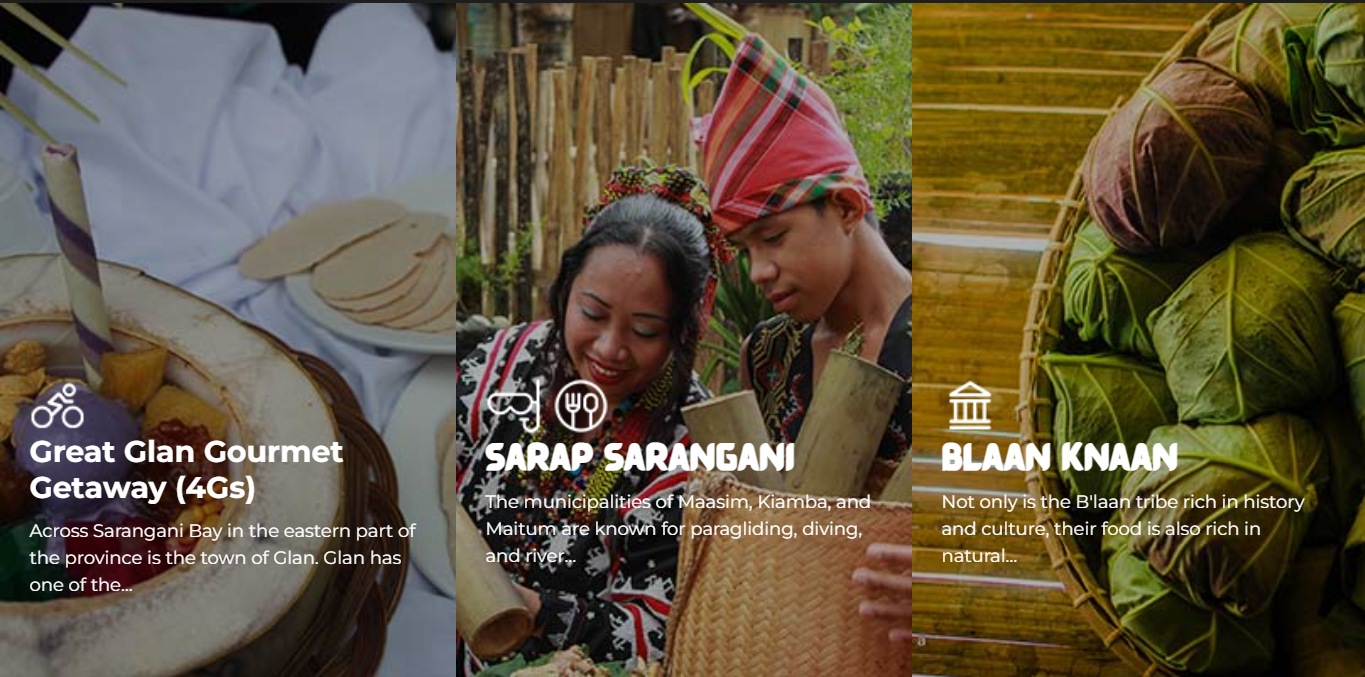 Great Glan Gourmet
Getaway (4Gs)
Across Sarangani Bay in the eastern part of
the province is the town of Glan. Glan has
one of the...
SARAP SARANGANI
The municipalities of Maasim, Kiamba, and
Maitum are known for paragliding, diving,
and river...
BLAAN KNAAN
Not only is the B'laan tribe rich in history
and culture, their food is also rich in
natural...
a